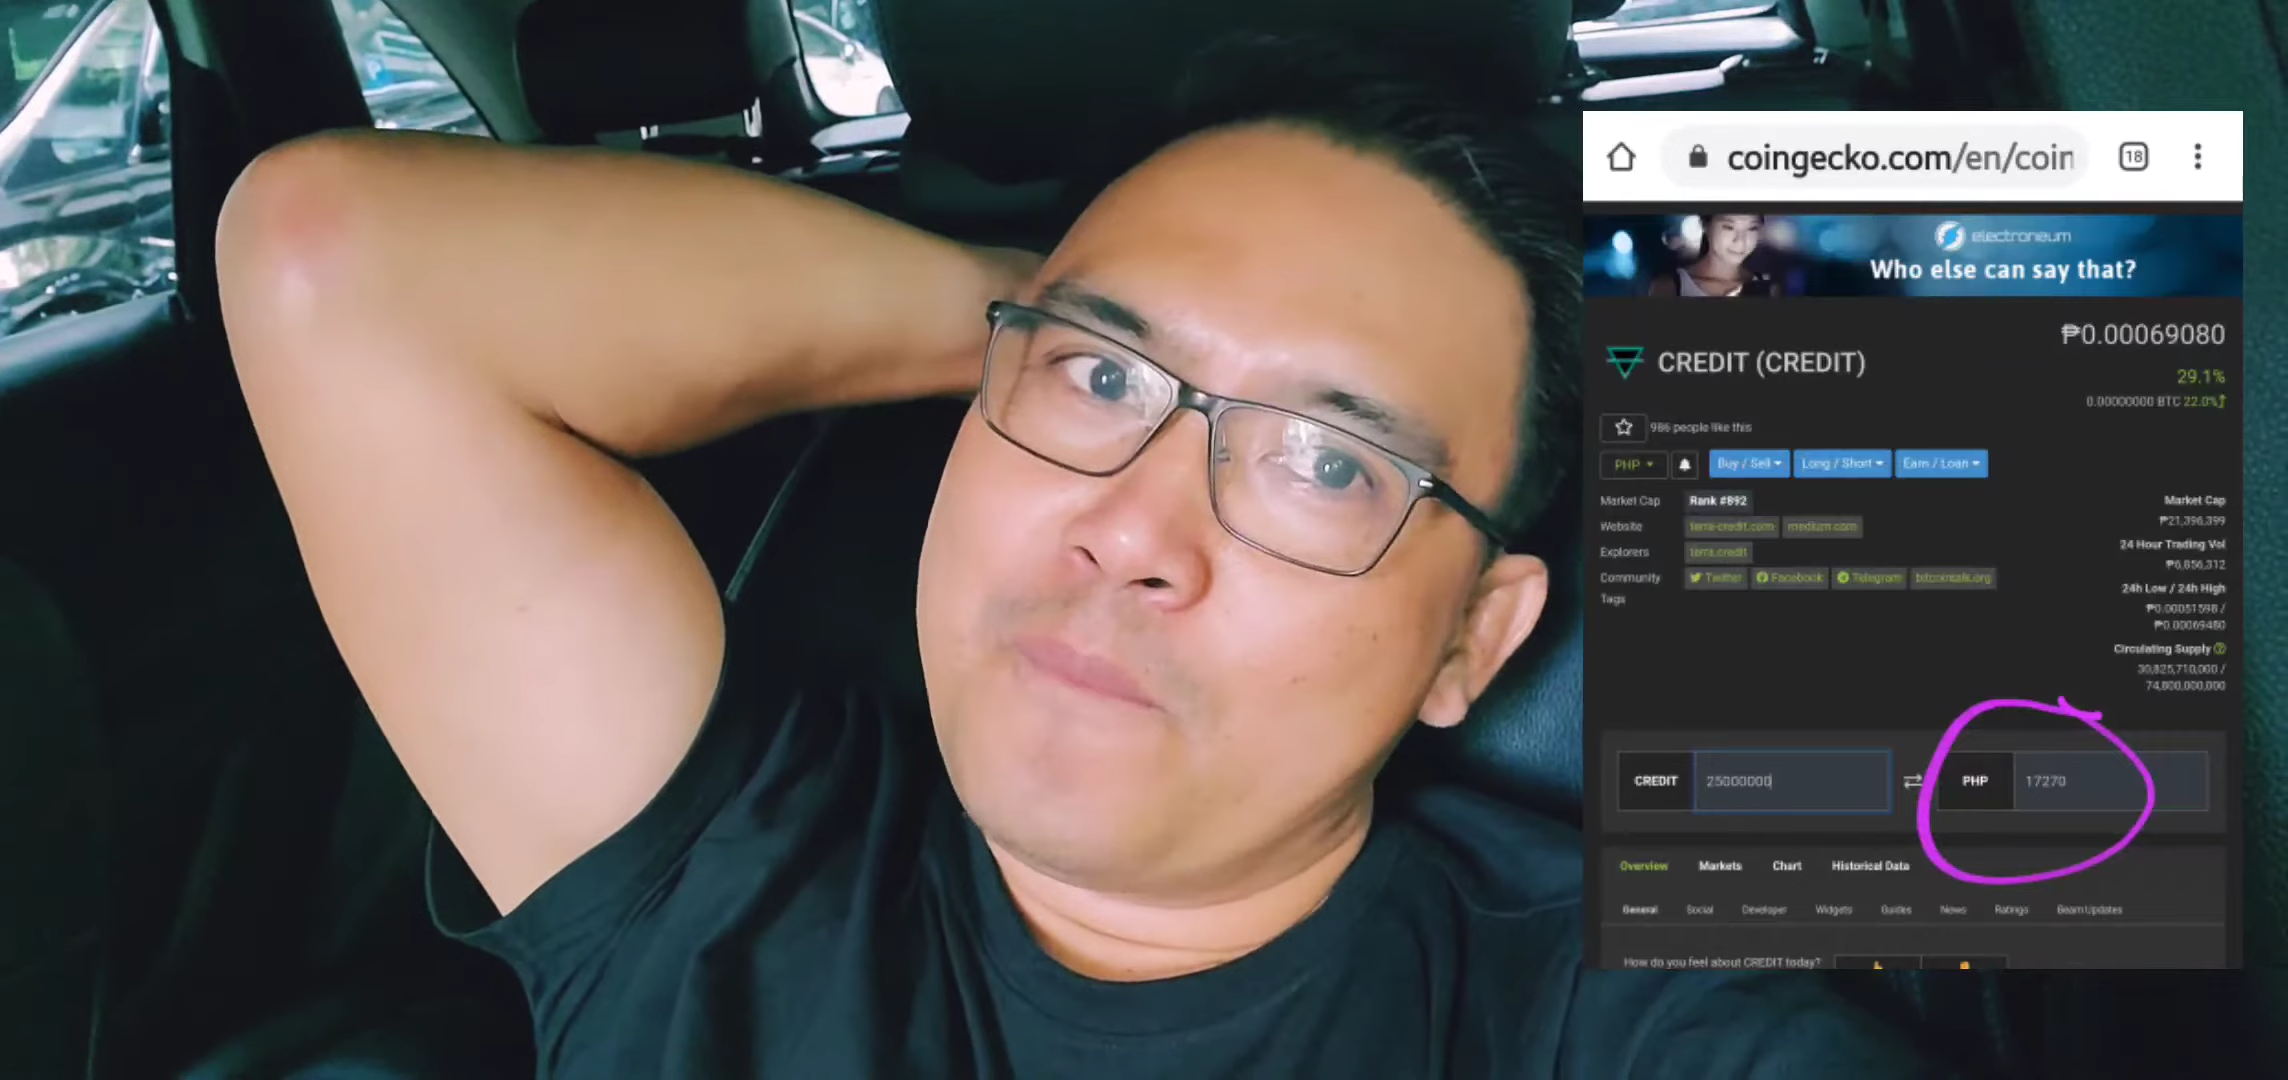 coingecko.com/en/coin
18
electroneum
Who else can say that?
₱0.00069080
CREDIT (CREDIT)
29.1%
0.00000000 BTC 22.0%
986 people like this
PHP
Buy / Sell
Long / Short
Earn / Loan
Market Cap
Rank #892
Website
terra-credit.com
medium.com
Explorers
terra.credit
Community
Twitter
Facebook
Telegram
bitcointalk.org
Tags
Market Cap
₱21,396,399
24 Hour Trading Vol
₱6,856,312
24h Low / 24h High
₱0.00051598 /
₱0.00069480
Circulating Supply
30,825,710,000 /
74,800,000,000
CREDIT
25000000
PHP
17270
Overview
Markets
Chart
Historical Data
General
Social
Developer
Widgets
Guides
News
Ratings
Beam Updates
How do you feel about CREDIT today?